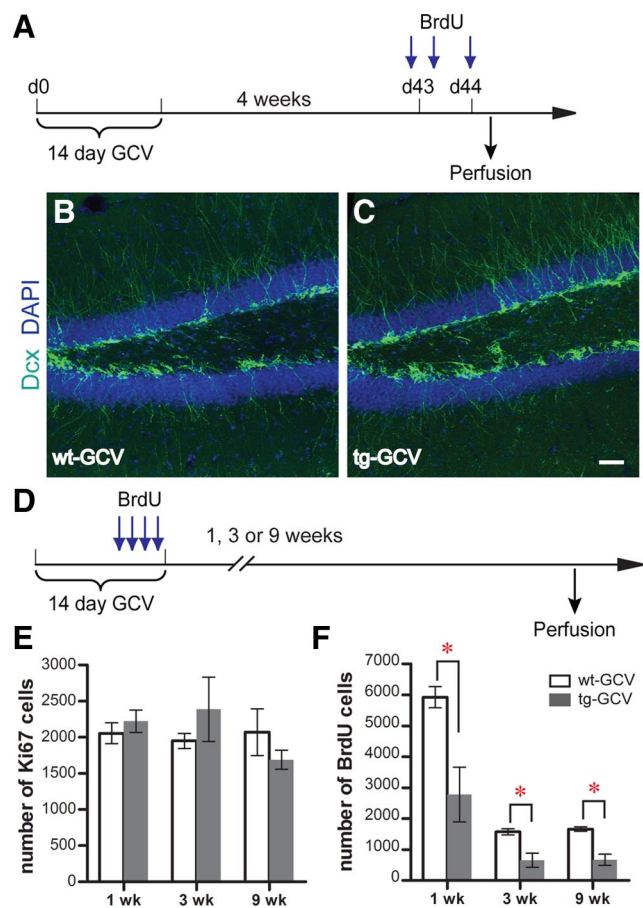 A
BrdU
d0
d43
d44
4 weeks
14 day GCV
Perfusion
Dcx DAPI
B
wt-GCV
C
tg-GCV
D
BrdU
1, 3 or 9 weeks
14 day GCV
Perfusion
E
number of Ki67 cells
3000
2500
2000
1500
1000
500
0
1 wk
3 wk
9 wk
F
number of BrdU cells
7000
6000
5000
4000
3000
2000
1000
0
*
*
*
wt-GCV
tg-GCV
1 wk
3 wk
9 wk